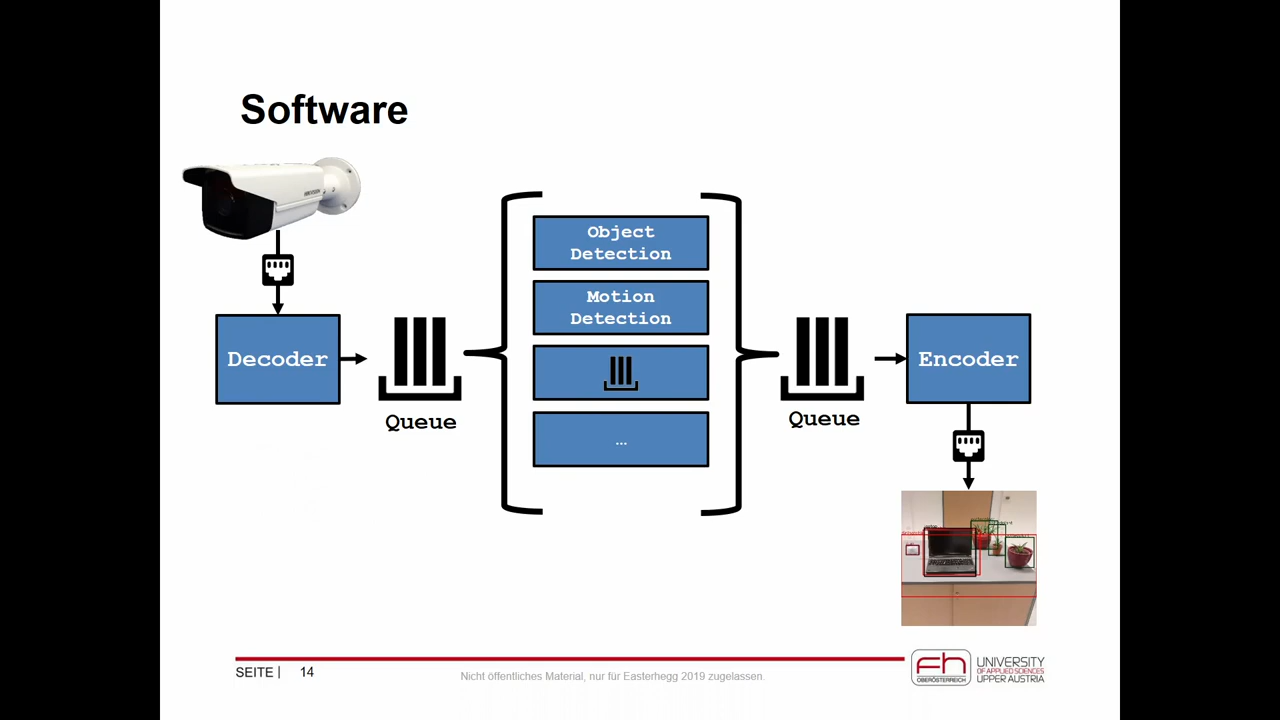 Software
HIKVISION
Object
Detection
Motion
Detection
Decoder
Encoder
Queue
Queue
...
SEITE | 14
Nicht öffentliches Material, nur für Easterhegg 2019 zugelassen.
fh
OBERÖSTERREICH
UNIVERSITY
OF APPLIED SCIENCES
UPPER AUSTRIA